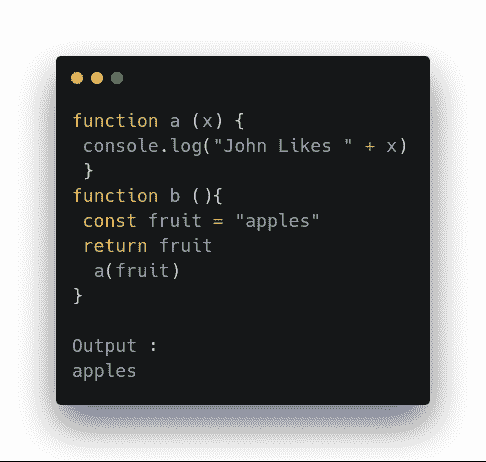 function a (x) {
 console.log("John Likes " + x)
 }
function b (){
 const fruit = "apples"
 return fruit
  a(fruit)
}

Output :
apples